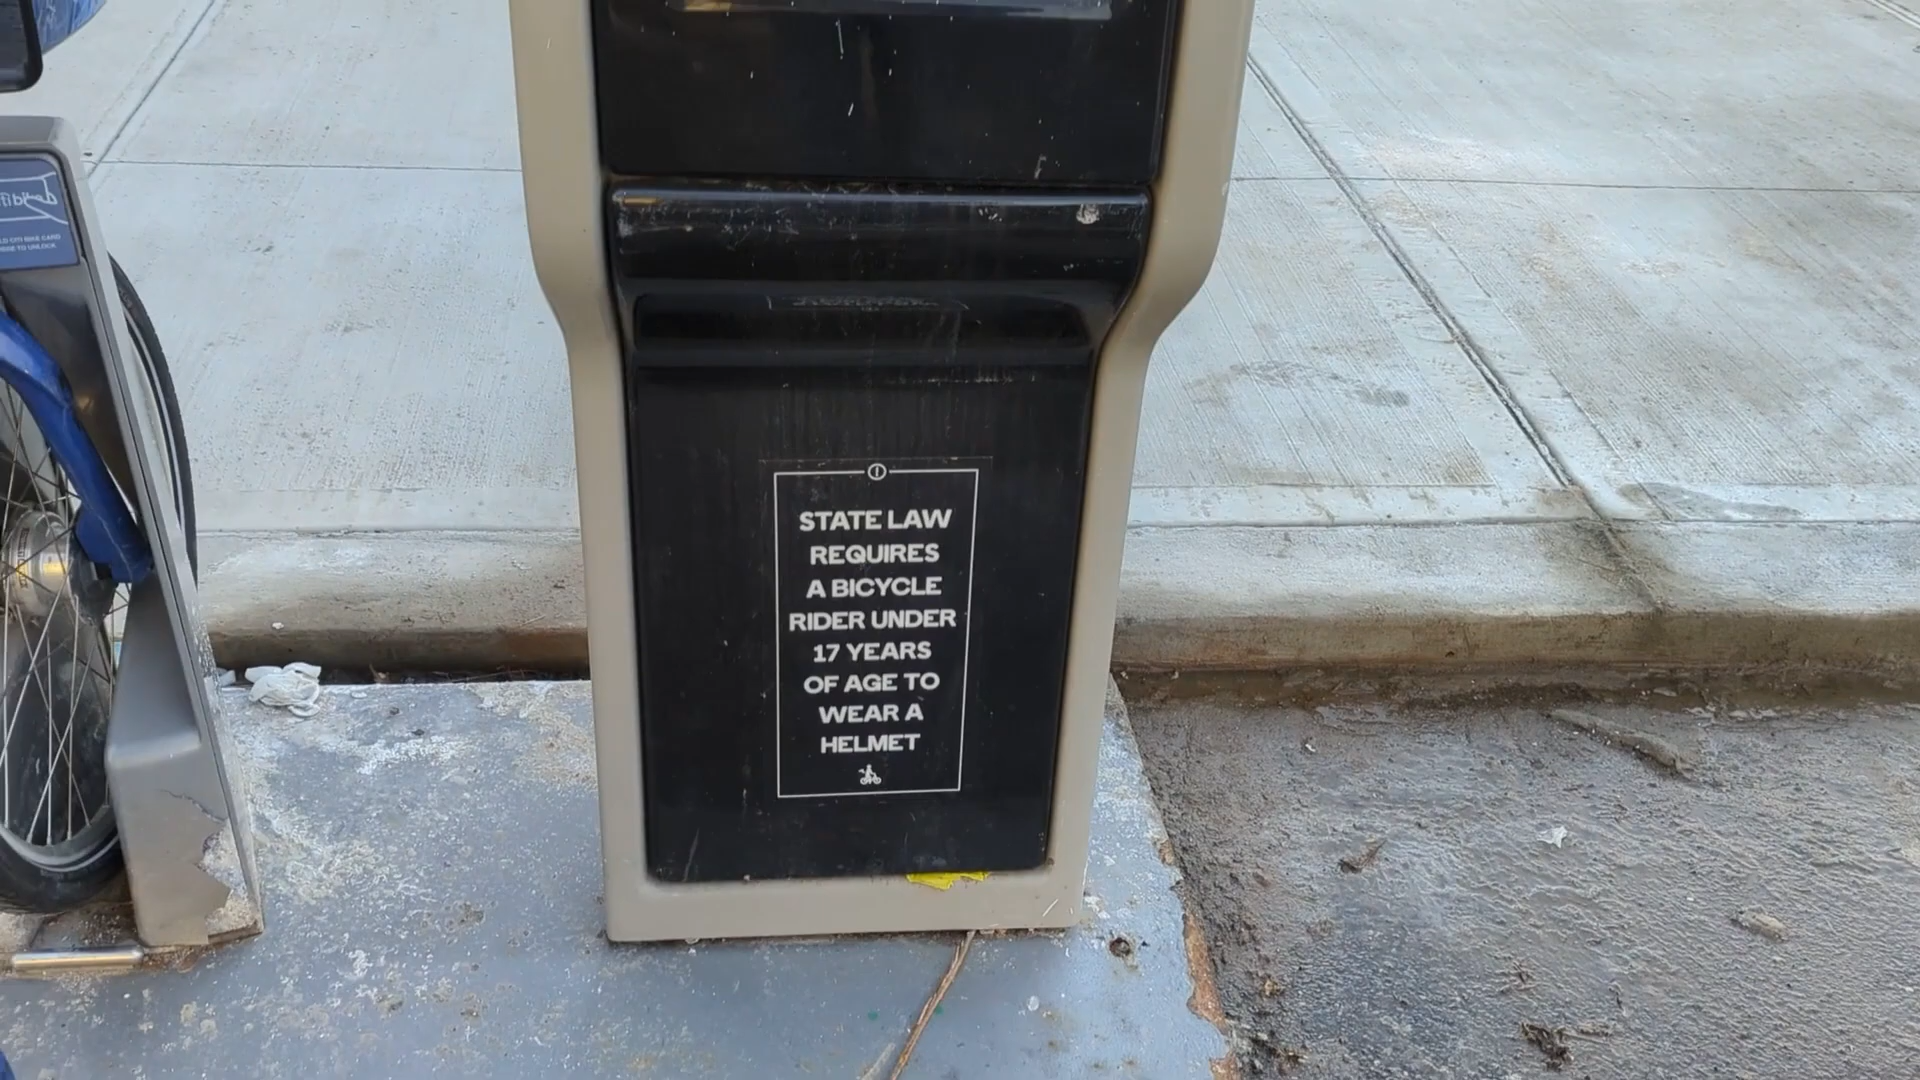 STATE LAW
REQUIRES
A BICYCLE
RIDER UNDER
17 YEARS
OF AGE TO
WEAR A
HELMET